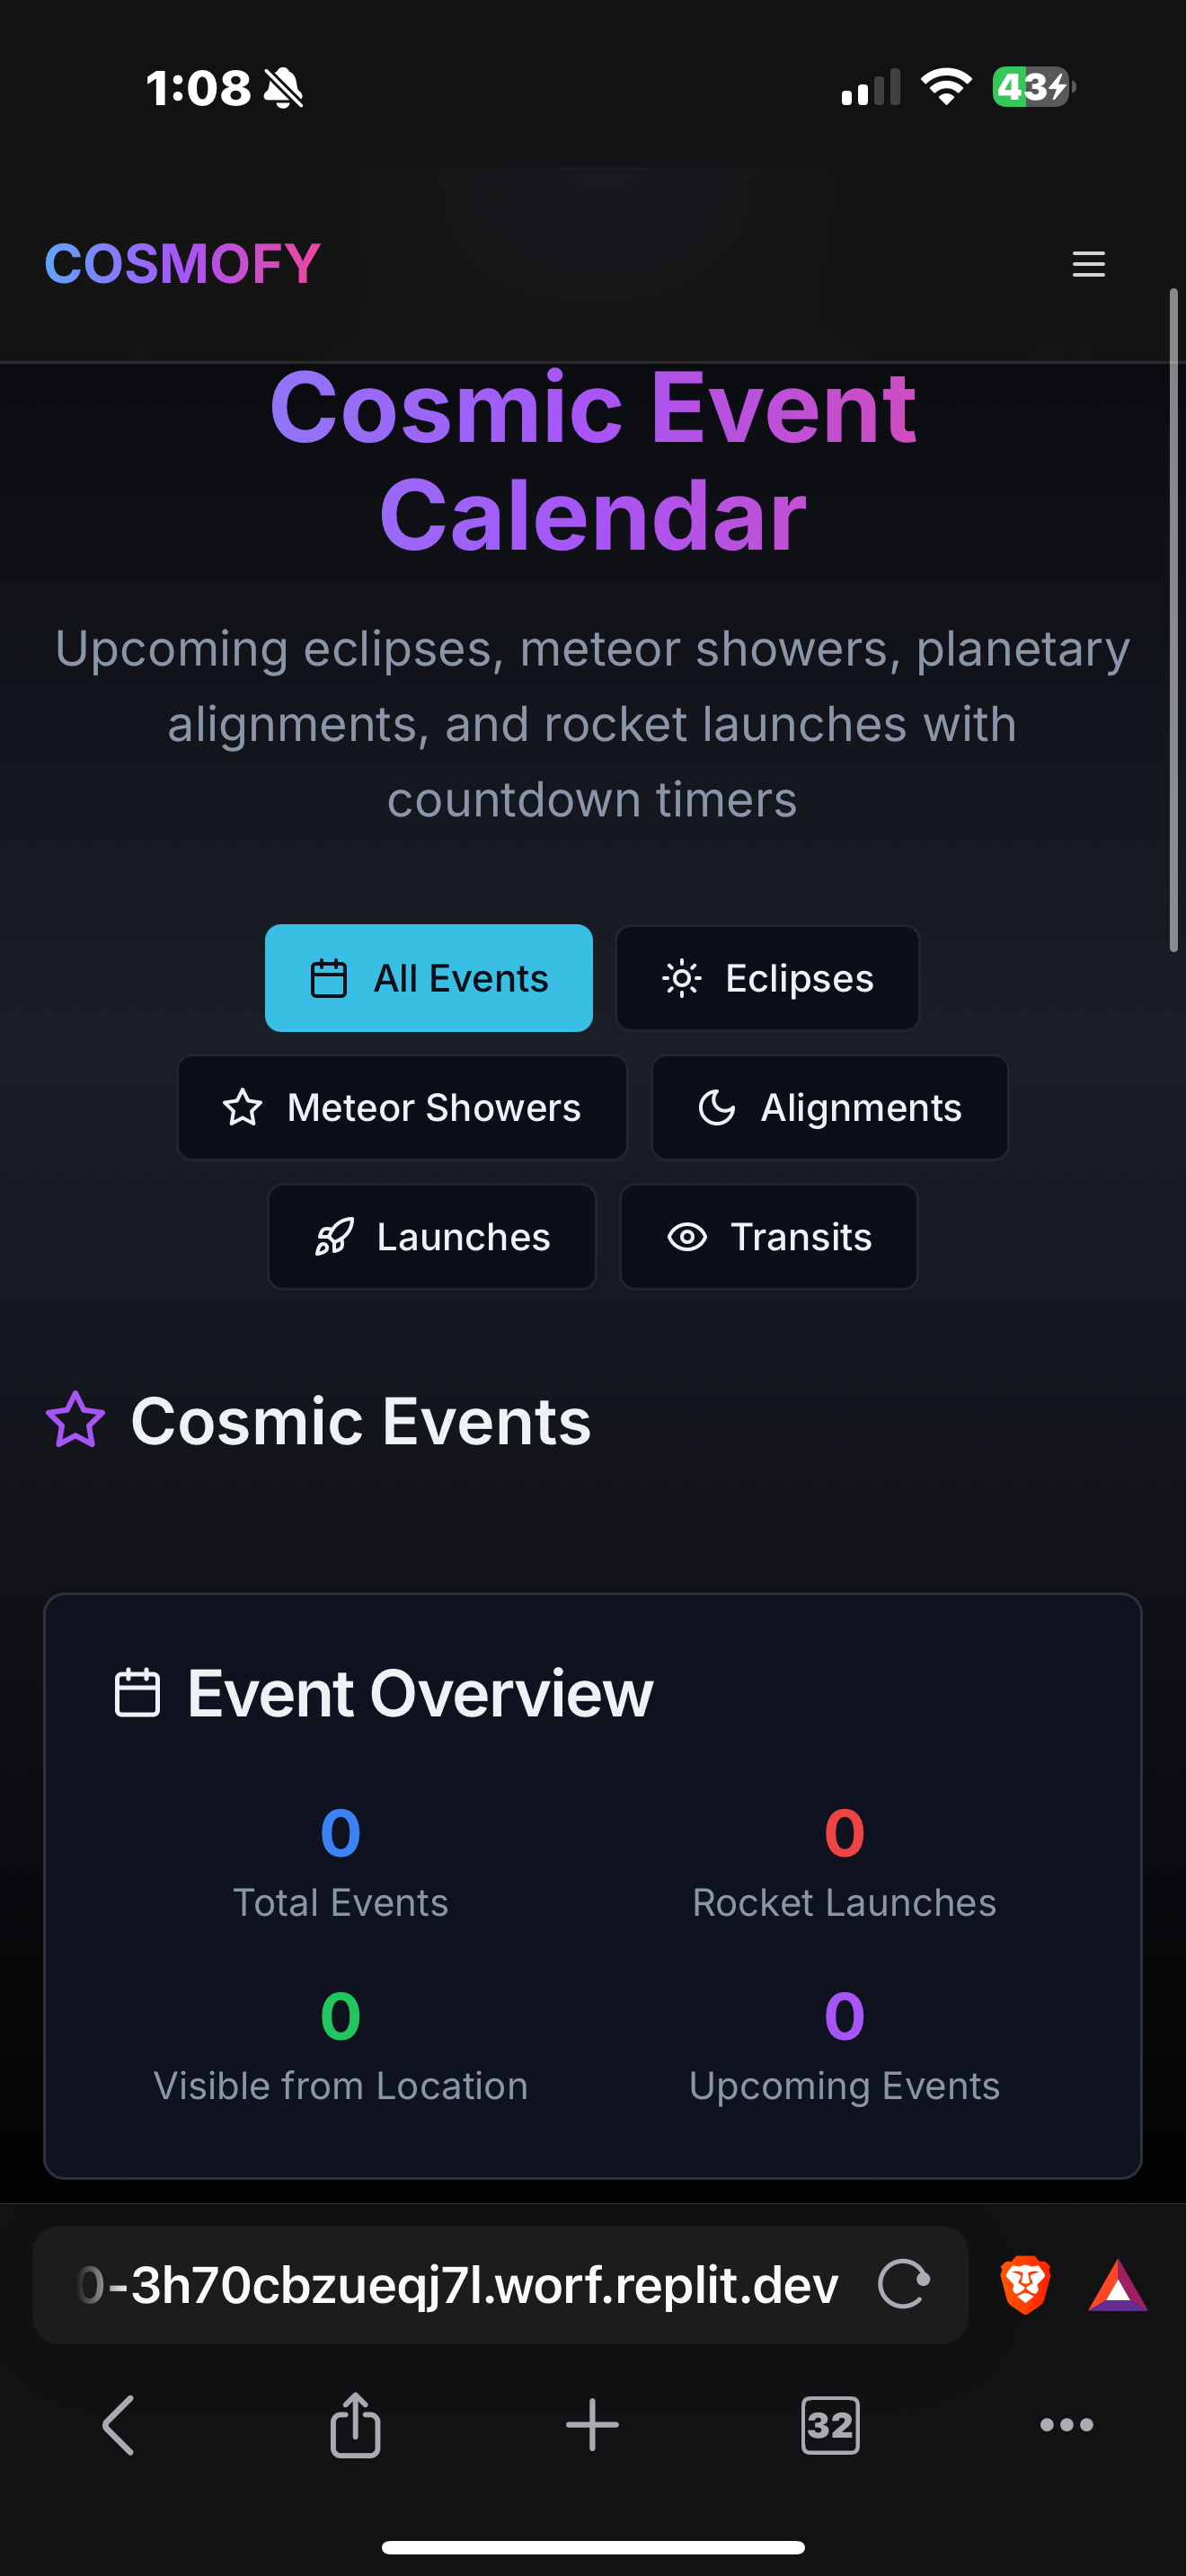 1:08
43
COSMOFY
Cosmic Event
Calendar
Upcoming eclipses, meteor showers, planetary
alignments, and rocket launches with
countdown timers
All Events
Eclipses
Meteor Showers
Alignments
Launches
Transits
Cosmic Events
Event Overview
0
0
Total Events
Rocket Launches
0
0
Visible from Location
Upcoming Events
0-3h70cbzueqj7l.worf.replit.dev
32